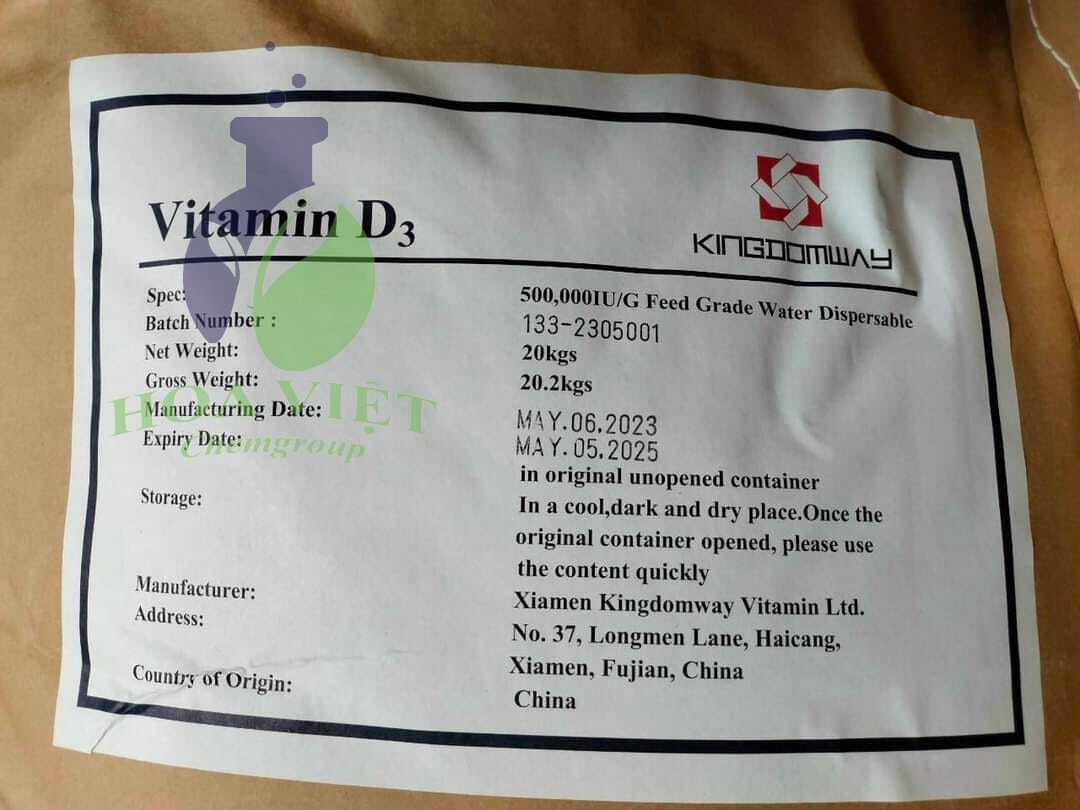 Vitamin D₃
KINGDOMWAY
Spec: 500,000IU/G Feed Grade Water Dispersable
Batch Number : 133-2305001
Net Weight: 20kgs
Gross Weight: 20.2kgs
Manufacturing Date: MAY.06.2023
Expiry Date: MAY.05.2025
in original unopened container
Storage: In a cool,dark and dry place.Once the
original container opened, please use
the content quickly
Manufacturer: Xiamen Kingdomway Vitamin Ltd.
Address: No. 37, Longmen Lane, Haicang,
Xiamen, Fujian, China
Country of Origin: China
HOA VIỆT
Chemgroup